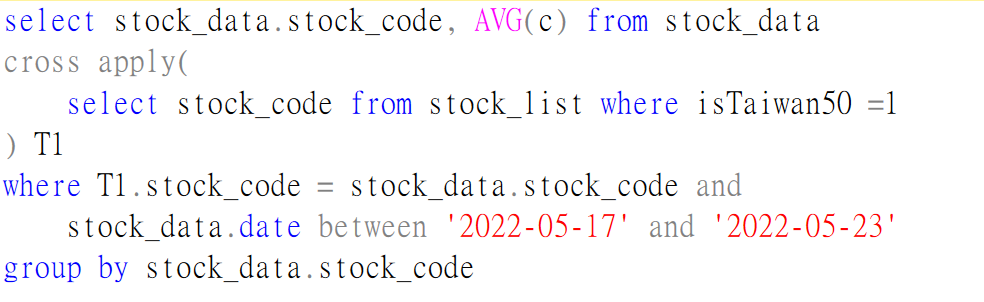 select stock_data.stock_code, AVG(c) from stock_data
cross apply(
    select stock_code from stock_list where isTaiwan50 =1
) T1
where T1.stock_code = stock_data.stock_code and
    stock_data.date between '2022-05-17' and '2022-05-23'
group by stock_data.stock_code